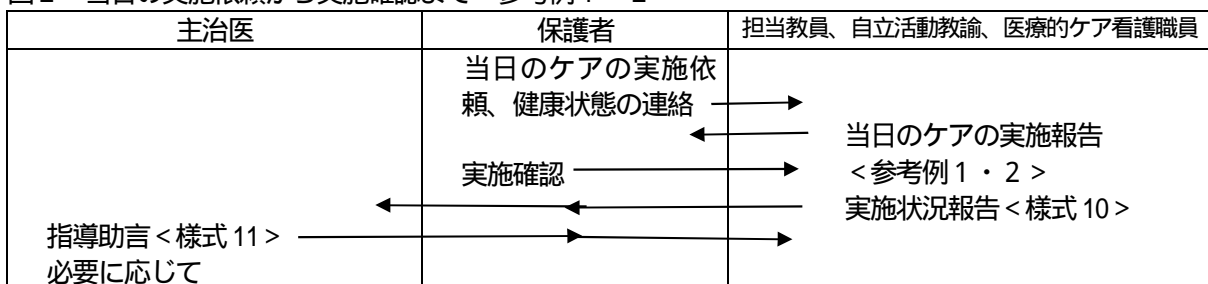 主治医
保護者
担当教員、自立活動教諭、医療的ケア看護職員
当日のケアの実施依
頼、健康状態の連絡
当日のケアの実施報告
<参考例1・2>
実施確認
実施状況報告<様式10>
指導助言<様式11>
必要に応じて